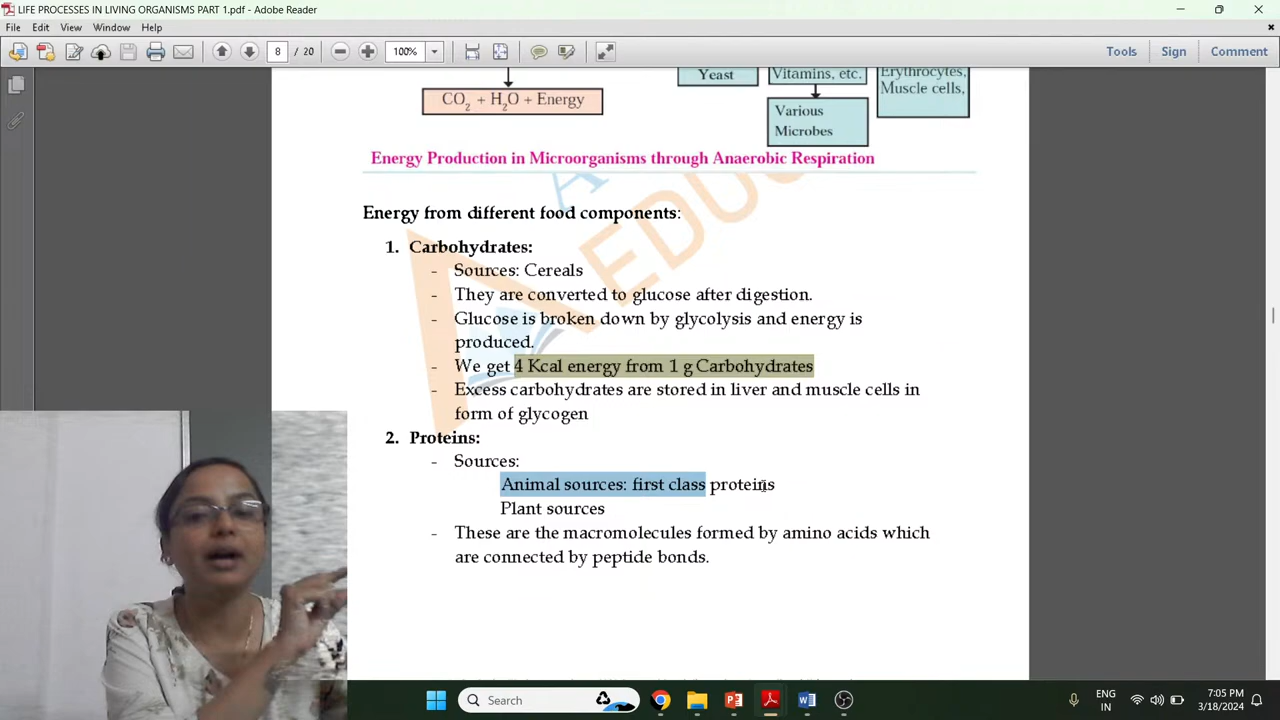 LIFE PROCESSES IN LIVING ORGANISMS PART 1.pdf - Adobe Reader
File Edit View Window Help
8 / 20 100% Tools Sign Comment
CO2 + H2O + Energy
Yeast
Vitamins, etc.
Various
Microbes
Erythrocytes,
Muscle cells,
Energy Production in Microorganisms through Anaerobic Respiration
AEDUC
Energy from different food components:
1. Carbohydrates:
- Sources: Cereals
- They are converted to glucose after digestion.
- Glucose is broken down by glycolysis and energy is
produced.
- We get 4 Kcal energy from 1 g Carbohydrates
- Excess carbohydrates are stored in liver and muscle cells in
form of glycogen
2. Proteins:
- Sources:
Animal sources: first class proteins
Plant sources
- These are the macromolecules formed by amino acids which
are connected by peptide bonds.
Search
ENG
IN
7:05 PM
3/18/2024